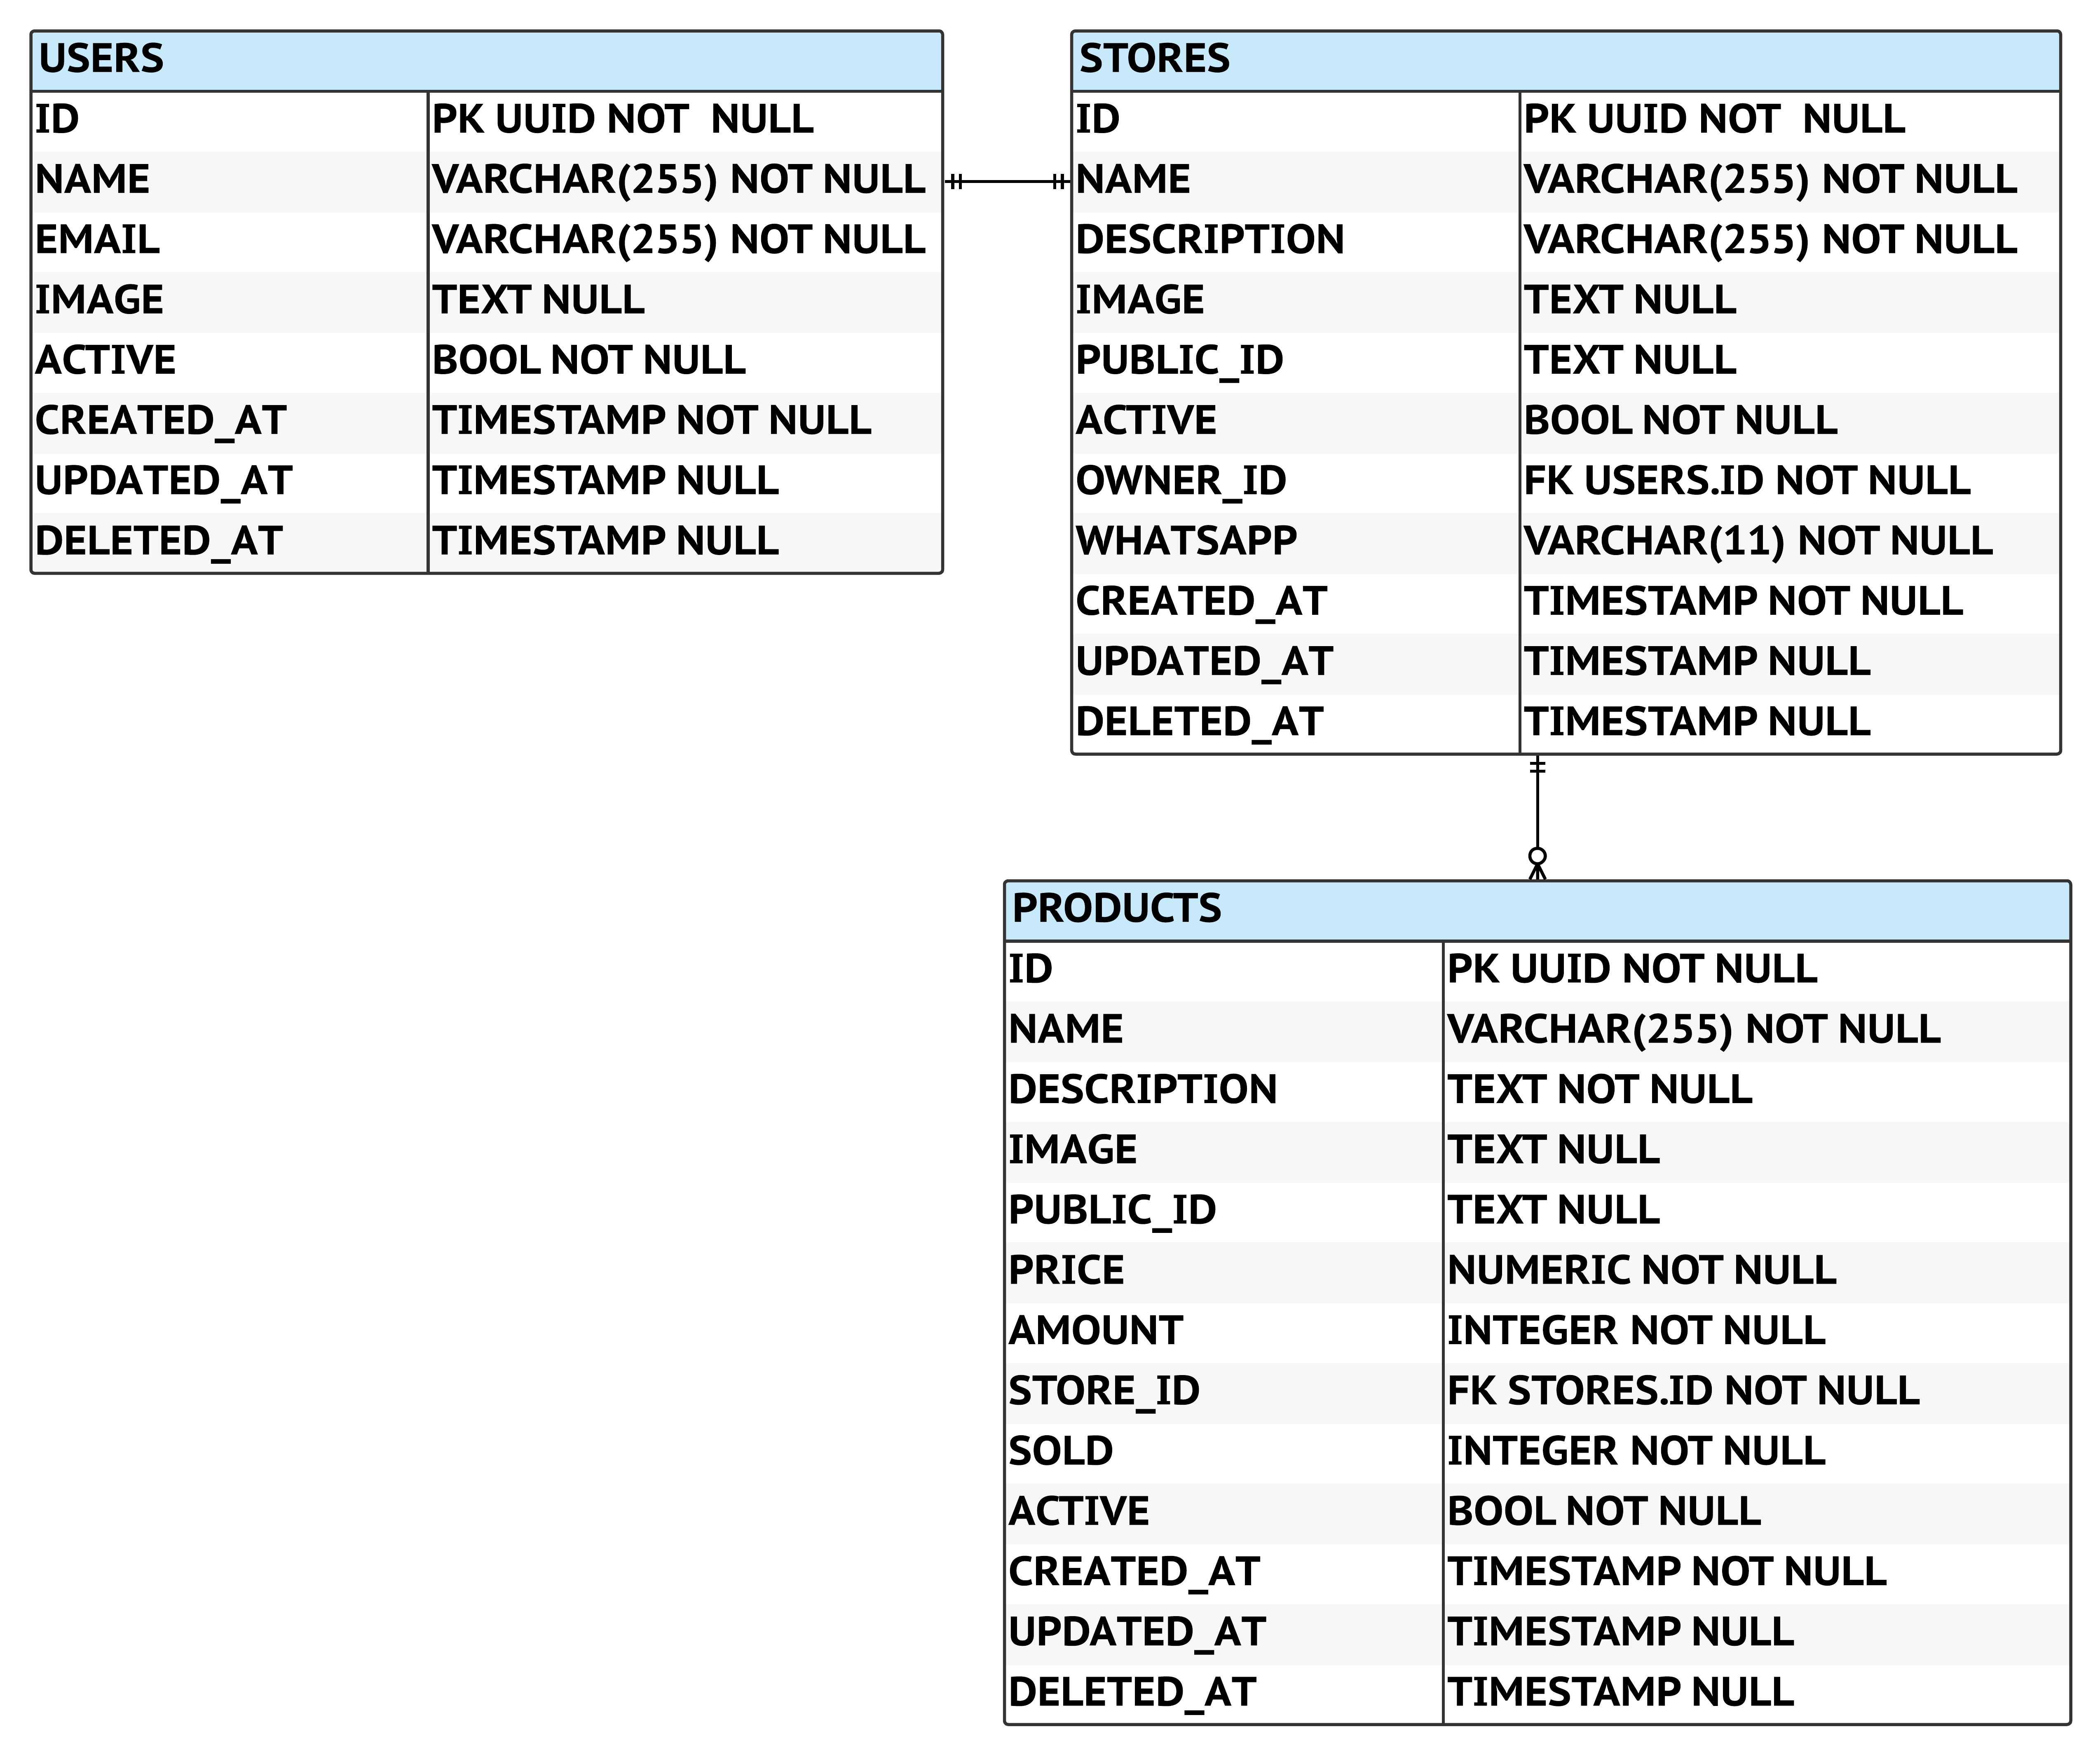 USERS
ID PK UUID NOT  NULL
NAME VARCHAR(255) NOT NULL
EMAIL VARCHAR(255) NOT NULL
IMAGE TEXT NULL
ACTIVE BOOL NOT NULL
CREATED_AT TIMESTAMP NOT NULL
UPDATED_AT TIMESTAMP NULL
DELETED_AT TIMESTAMP NULL
STORES
ID PK UUID NOT  NULL
NAME VARCHAR(255) NOT NULL
DESCRIPTION VARCHAR(255) NOT NULL
IMAGE TEXT NULL
PUBLIC_ID TEXT NULL
ACTIVE BOOL NOT NULL
OWNER_ID FK USERS.ID NOT NULL
WHATSAPP VARCHAR(11) NOT NULL
CREATED_AT TIMESTAMP NOT NULL
UPDATED_AT TIMESTAMP NULL
DELETED_AT TIMESTAMP NULL
PRODUCTS
ID PK UUID NOT NULL
NAME VARCHAR(255) NOT NULL
DESCRIPTION TEXT NOT NULL
IMAGE TEXT NULL
PUBLIC_ID TEXT NULL
PRICE NUMERIC NOT NULL
AMOUNT INTEGER NOT NULL
STORE_ID FK STORES.ID NOT NULL
SOLD INTEGER NOT NULL
ACTIVE BOOL NOT NULL
CREATED_AT TIMESTAMP NOT NULL
UPDATED_AT TIMESTAMP NULL
DELETED_AT TIMESTAMP NULL